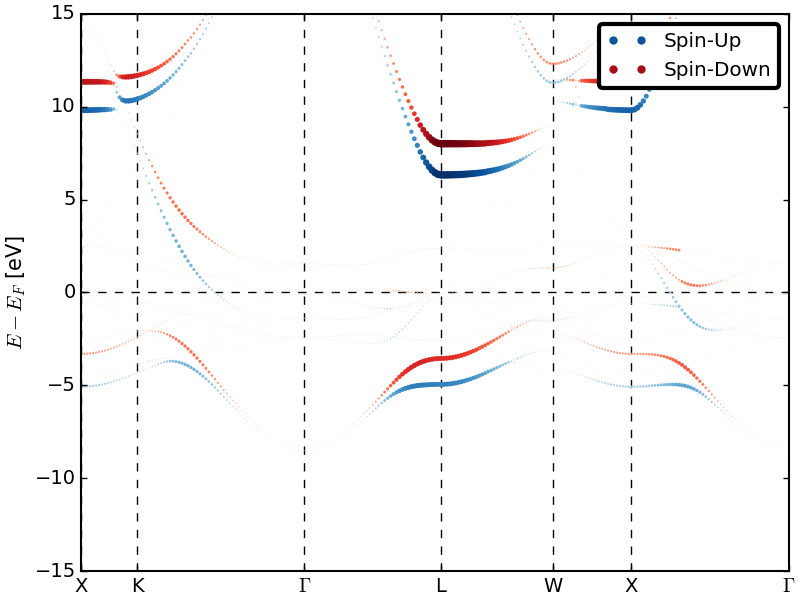 15
10
5
0
−5
−10
−15
E − E_F [eV]
Spin-Up
Spin-Down
X K Γ L W X Γ